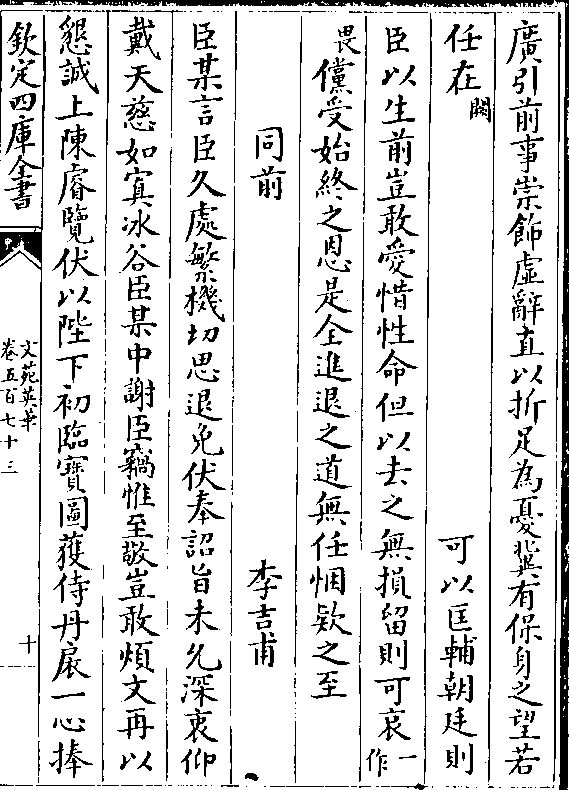 廣引前事崇飾虛辭直以折足為憂冀有保身之望若
任在闕　可以匡輔朝廷則
臣以生前豈敢愛惜性命但以去之無損留則可哀一作
畏儻受始終之恩是全進退之道無任悃欵之至
同前　李吉甫
臣某言臣久處繁機切思退免伏奉詔旨未允深衷仰
戴天慈如寘冰谷臣某中謝臣竊惟至敬豈敢煩文再以
懇誠上陳睿覽伏以陛下初臨寶圖獲侍丹扆一心捧
欽定四庫全書
文苑英華
卷五百七十三
十